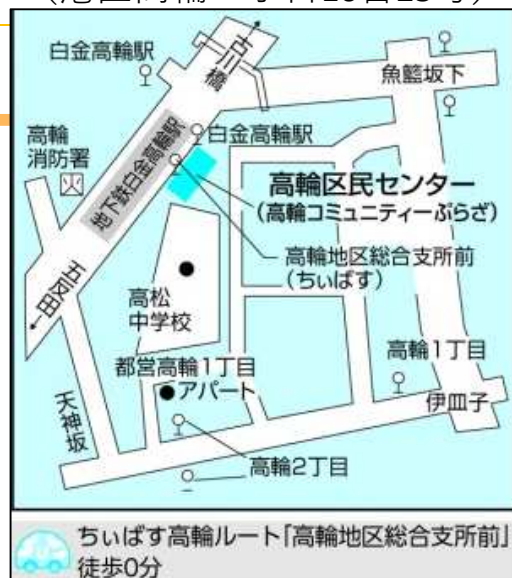 白金高輪駅
古川橋
魚籃坂下
白金高輪駅
地下鉄白金高輪駅
高輪
消防署
高輪区民センター
(高輪コミュニティーぷらざ)
高輪地区総合支所前
(ちぃばす)
五反田
高松
中学校
高輪1丁目
都営高輪1丁目
アパート
伊皿子
天神坂
高輪2丁目
ちぃばす高輪ルート「高輪地区総合支所前」
徒歩0分